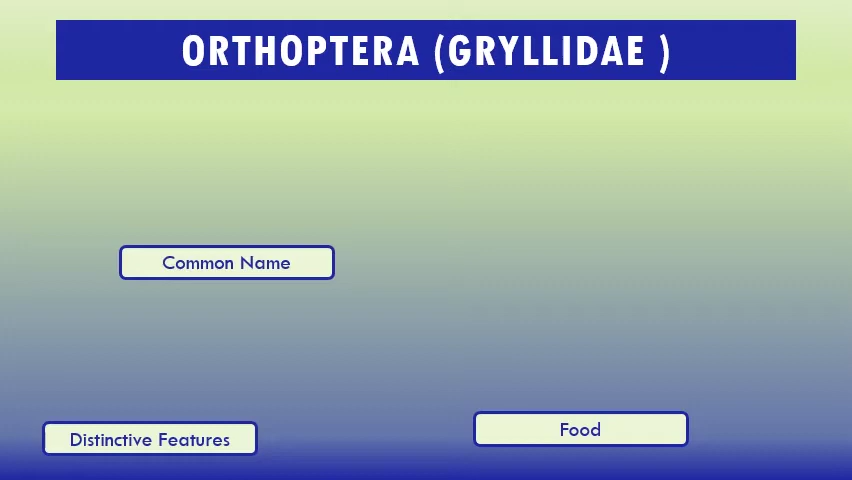 ORTHOPTERA (GRYLLIDAE )
Common Name
Distinctive Features
Food